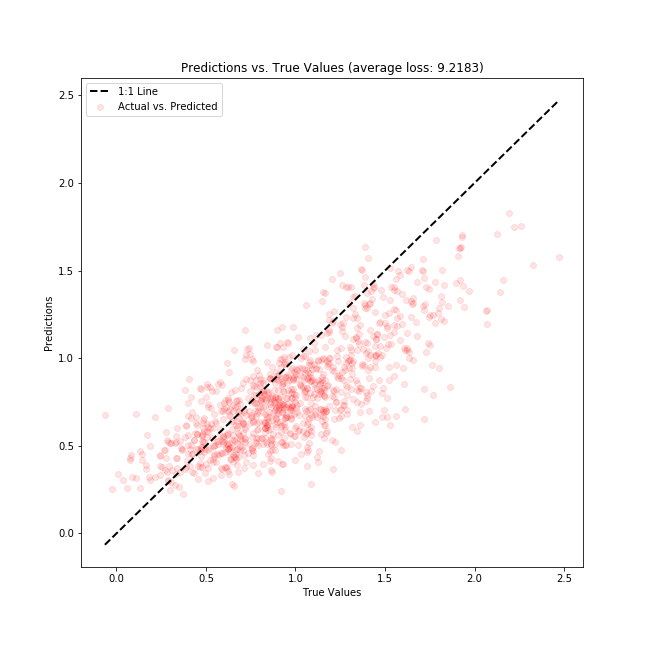 Predictions vs. True Values (average loss: 9.2183)
1:1 Line
Actual vs. Predicted
2.5
2.0
1.5
1.0
0.5
0.0
Predictions
0.0 0.5 1.0 1.5 2.0 2.5
True Values